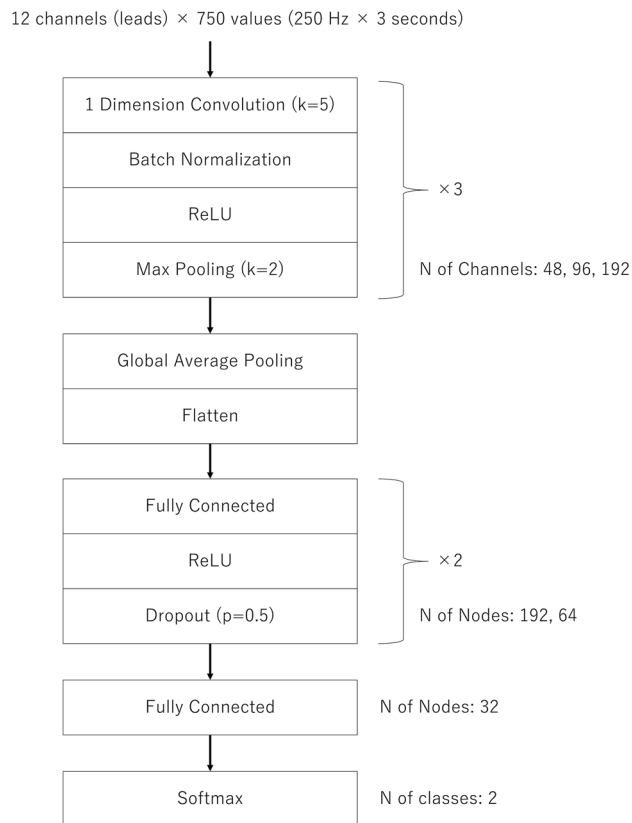 12 channels (leads) × 750 values (250 Hz × 3 seconds)
1 Dimension Convolution (k=5)
Batch Normalization
×3
ReLU
Max Pooling (k=2)
N of Channels: 48, 96, 192
Global Average Pooling
Flatten
Fully Connected
ReLU
×2
Dropout (p=0.5)
N of Nodes: 192, 64
Fully Connected
N of Nodes: 32
Softmax
N of classes: 2